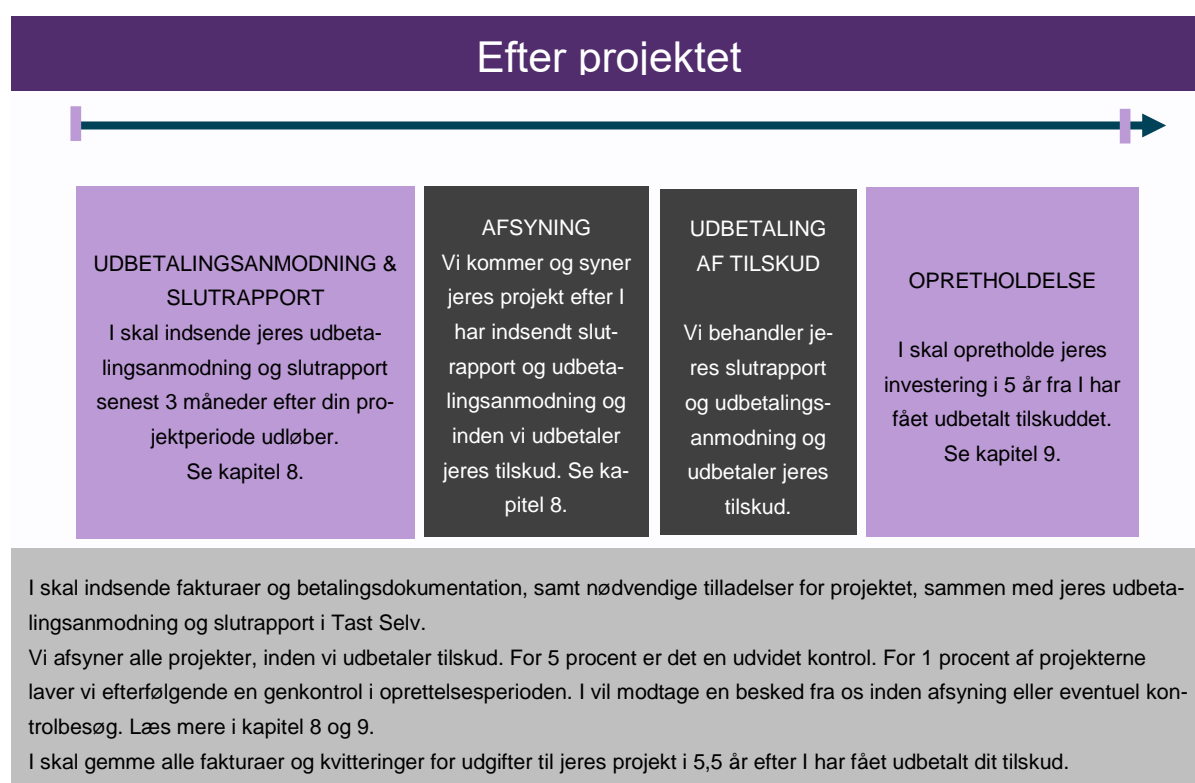 Efter projektet
UDBETALINGSANMODNING &
SLUTRAPPORT
I skal indsende jeres udbeta-
lingsanmodning og slutrapport
senest 3 måneder efter din pro-
jektperiode udløber.
Se kapitel 8.
AFSYNING
Vi kommer og syner
jeres projekt efter I
har indsendt slut-
rapport og udbeta-
lingsanmodning og
inden vi udbetaler
jeres tilskud. Se ka-
pitel 8.
UDBETALING
AF TILSKUD
Vi behandler je-
res slutrapport
og udbetalings-
anmodning og
udbetaler jeres
tilskud.
OPRETHOLDELSE
I skal opretholde jeres
investering i 5 år fra I har
fået udbetalt tilskuddet.
Se kapitel 9.
I skal indsende fakturaer og betalingsdokumentation, samt nødvendige tilladelser for projektet, sammen med jeres udbeta-
lingsanmodning og slutrapport i Tast Selv.
Vi afsyner alle projekter, inden vi udbetaler tilskud. For 5 procent er det en udvidet kontrol. For 1 procent af projekterne
laver vi efterfølgende en genkontrol i oprettelsesperioden. I vil modtage en besked fra os inden afsyning eller eventuel kon-
trolbesøg. Læs mere i kapitel 8 og 9.
I skal gemme alle fakturaer og kvitteringer for udgifter til jeres projekt i 5,5 år efter I har fået udbetalt dit tilskud.